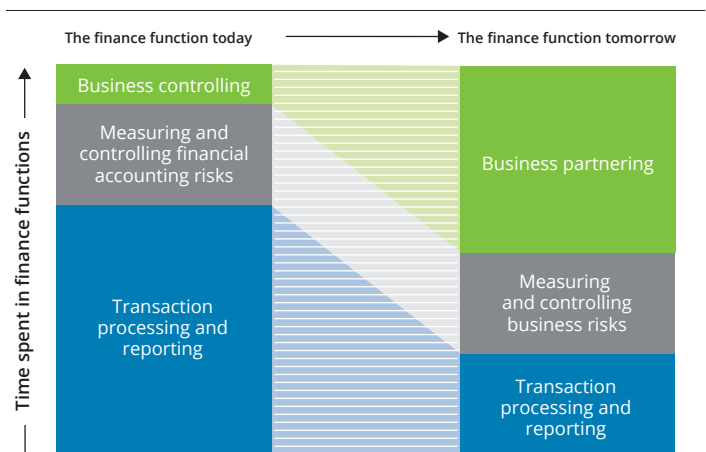 The finance function today
The finance function tomorrow
Time spent in finance functions
Business controlling
Measuring and
controlling financial
accounting risks
Transaction
processing and
reporting
Business partnering
Measuring
and controlling
business risks
Transaction
processing and
reporting